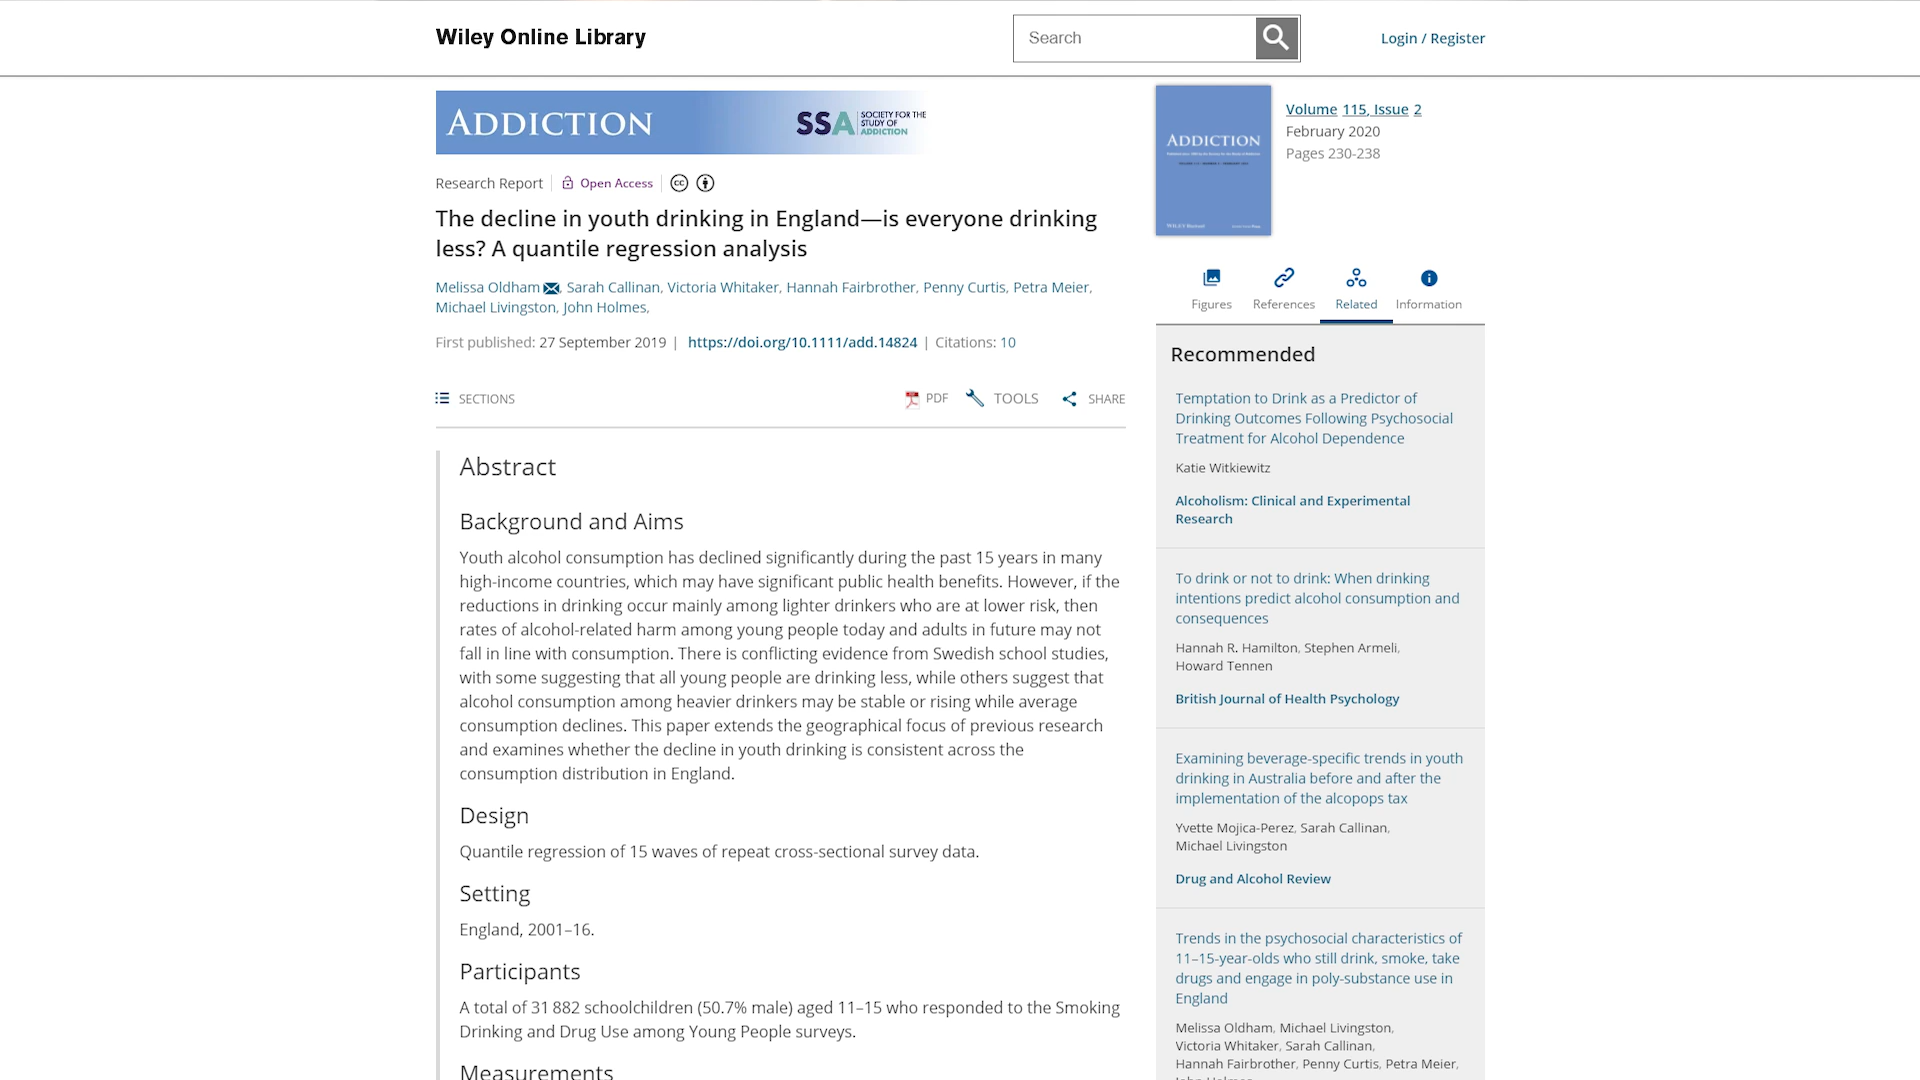 Wiley Online Library
Search
Login / Register
ADDICTION
SSA SOCIETY FOR THE
STUDY OF
ADDICTION
Research Report
Open Access
The decline in youth drinking in England—is everyone drinking
less? A quantile regression analysis
Melissa Oldham, Sarah Callinan, Victoria Whitaker, Hannah Fairbrother, Penny Curtis, Petra Meier,
Michael Livingston, John Holmes,
First published: 27 September 2019 | https://doi.org/10.1111/add.14824 | Citations: 10
SECTIONS
PDF
TOOLS
SHARE
Abstract
Background and Aims
Youth alcohol consumption has declined significantly during the past 15 years in many
high-income countries, which may have significant public health benefits. However, if the
reductions in drinking occur mainly among lighter drinkers who are at lower risk, then
rates of alcohol-related harm among young people today and adults in future may not
fall in line with consumption. There is conflicting evidence from Swedish school studies,
with some suggesting that all young people are drinking less, while others suggest that
alcohol consumption among heavier drinkers may be stable or rising while average
consumption declines. This paper extends the geographical focus of previous research
and examines whether the decline in youth drinking is consistent across the
consumption distribution in England.
Design
Quantile regression of 15 waves of repeat cross-sectional survey data.
Setting
England, 2001–16.
Participants
A total of 31 882 schoolchildren (50.7% male) aged 11–15 who responded to the Smoking
Drinking and Drug Use among Young People surveys.
Measurements
ADDICTION
Volume 115, Issue 2
February 2020
Pages 230-238
Figures
References
Related
Information
Recommended
Temptation to Drink as a Predictor of
Drinking Outcomes Following Psychosocial
Treatment for Alcohol Dependence
Katie Witkiewitz
Alcoholism: Clinical and Experimental
Research
To drink or not to drink: When drinking
intentions predict alcohol consumption and
consequences
Hannah R. Hamilton, Stephen Armeli,
Howard Tennen
British Journal of Health Psychology
Examining beverage-specific trends in youth
drinking in Australia before and after the
implementation of the alcopops tax
Yvette Mojica-Perez, Sarah Callinan,
Michael Livingston
Drug and Alcohol Review
Trends in the psychosocial characteristics of
11–15-year-olds who still drink, smoke, take
drugs and engage in poly-substance use in
England
Melissa Oldham, Michael Livingston,
Victoria Whitaker, Sarah Callinan,
Hannah Fairbrother, Penny Curtis, Petra Meier,
John Holmes